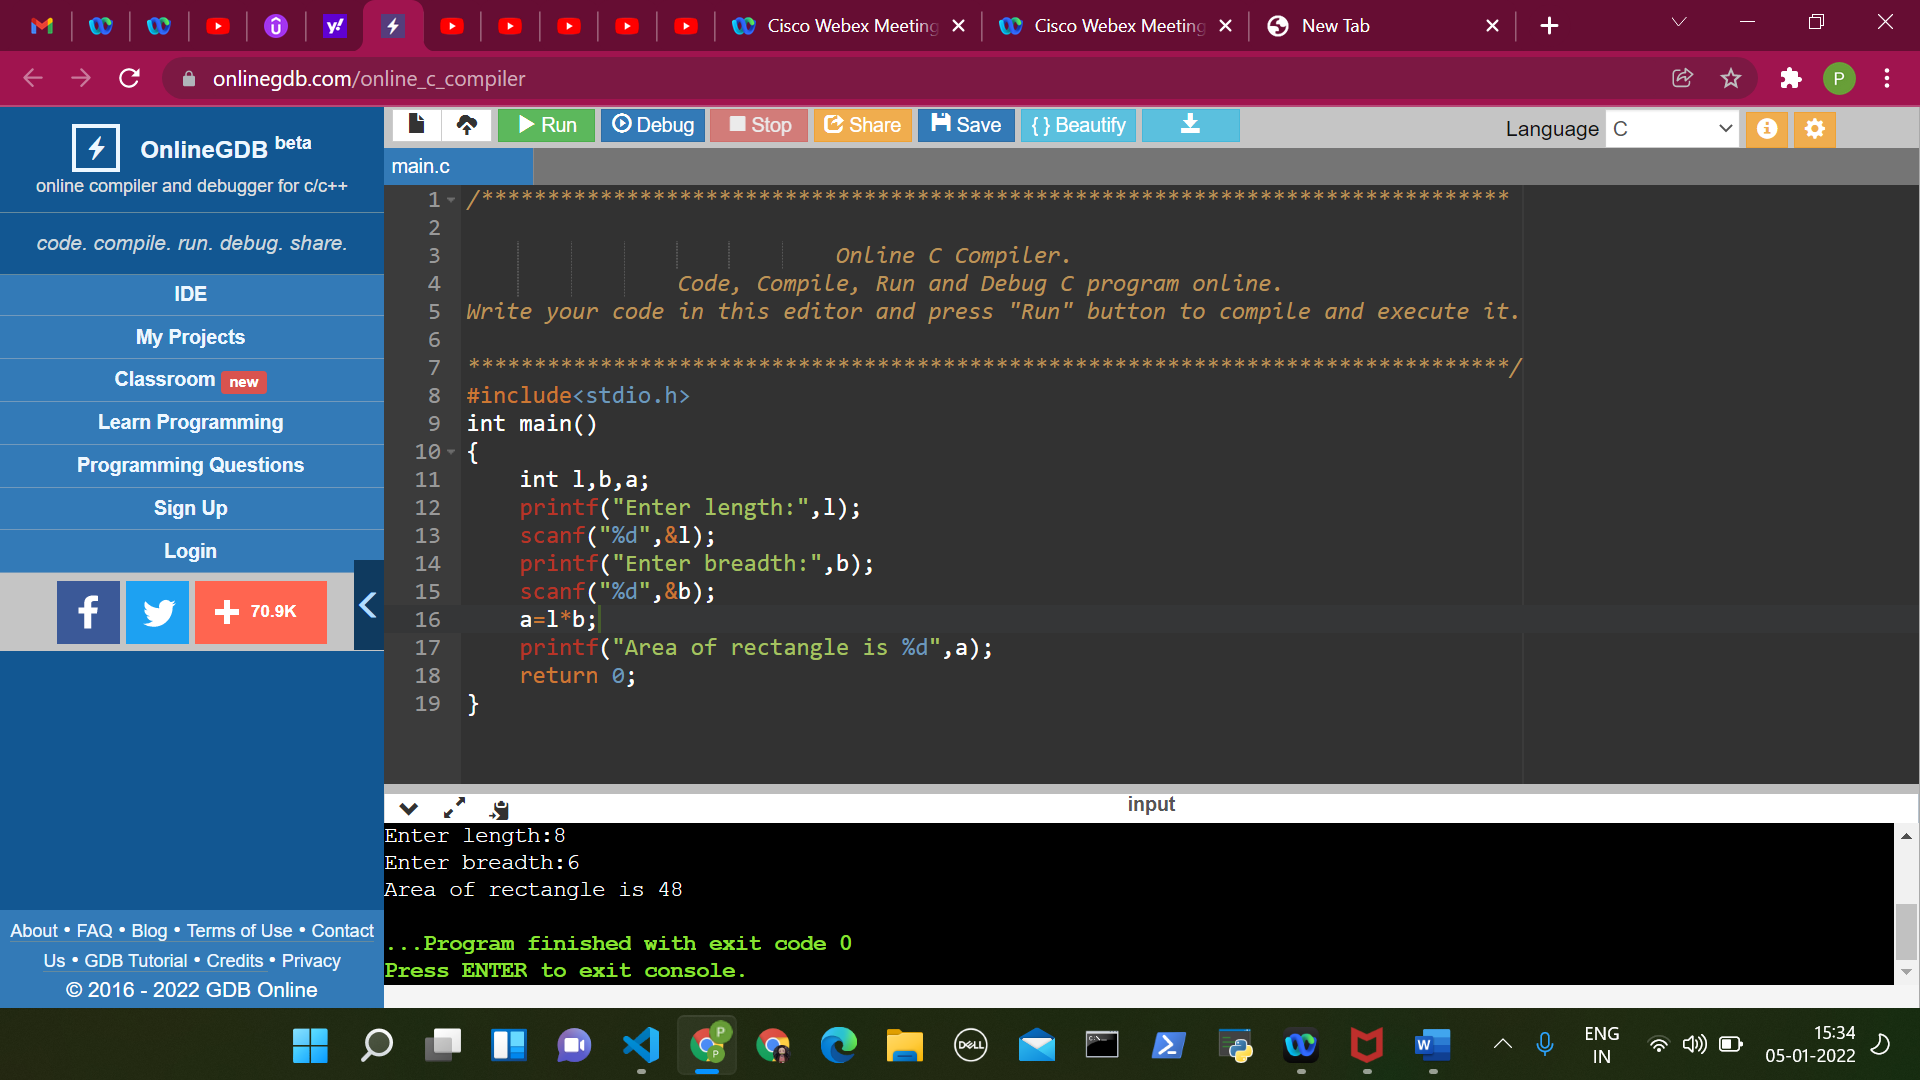 Cisco Webex Meeting
Cisco Webex Meeting
New Tab
onlinegdb.com/online_c_compiler
P
OnlineGDB beta
online compiler and debugger for c/c++
code. compile. run. debug. share.
IDE
My Projects
Classroom new
Learn Programming
Programming Questions
Sign Up
Login
f
+ 70.9K
About • FAQ • Blog • Terms of Use • Contact
Us • GDB Tutorial • Credits • Privacy
© 2016 - 2022 GDB Online
Run Debug Stop Share Save { } Beautify
Language C
main.c
1 /******************************************************************************
2
3 Online C Compiler.
4 Code, Compile, Run and Debug C program online.
5 Write your code in this editor and press "Run" button to compile and execute it.
6
7 *******************************************************************************/
8 #include<stdio.h>
9 int main()
10 {
11 int l,b,a;
12 printf("Enter length:",l);
13 scanf("%d",&l);
14 printf("Enter breadth:",b);
15 scanf("%d",&b);
16 a=l*b;
17 printf("Area of rectangle is %d",a);
18 return 0;
19 }
input
Enter length:8
Enter breadth:6
Area of rectangle is 48
...Program finished with exit code 0
Press ENTER to exit console.
DELL
ENG
IN
15:34
05-01-2022